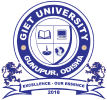 GIET UNIVERSITY
GUNUPUR, ODISHA
EXCELLENCE - OUR ESSENCE
2018